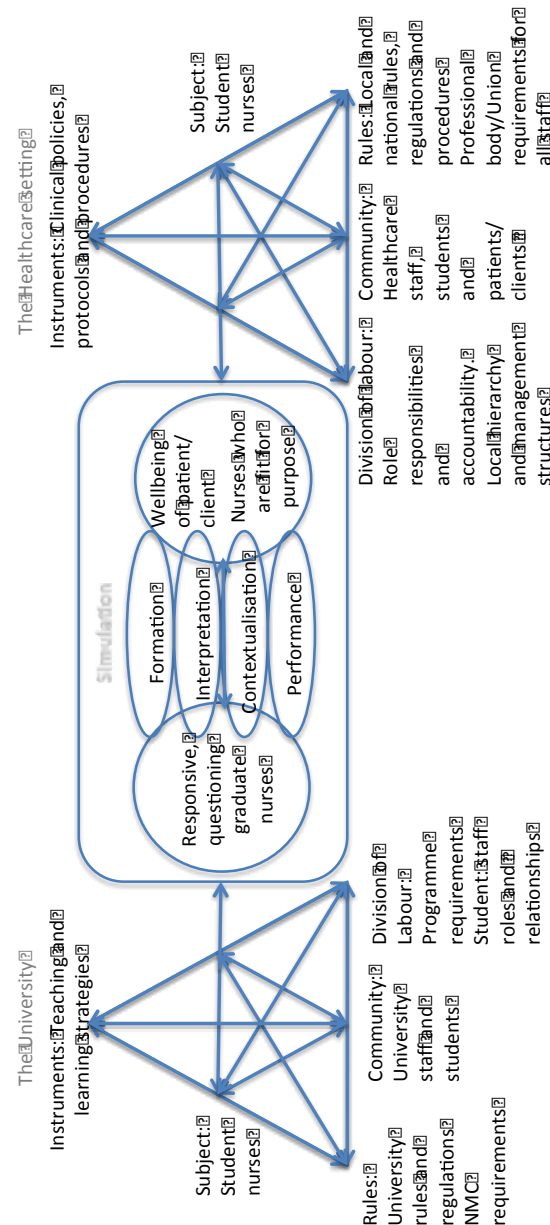 The University
Instruments: Teaching and
learning strategies
Subject:
Student
nurses
Rules:
University
rules and
regulations
NMC
requirements
Community:
University
staff and
students
Division of
Labour:
Programme
requirements
Student: staff
roles and
relationships
Simulation
Responsive,
questioning
graduate
nurses
Formation
Interpretation
Contextualisation
Performance
Wellbeing
of patient/
client
Nurses who
are fit for
purpose
The Healthcare setting
Instruments: Clinical policies,
protocols and procedures
Subject:
Student
nurses
Division of labour:
Role
responsibilities
and
accountability.
Local hierarchy
and management
structures
Community:
Healthcare
staff,
students
and
patients/
clients
Rules: Local and
national rules,
regulations and
procedures
Professional
body/Union
requirements for
all staff